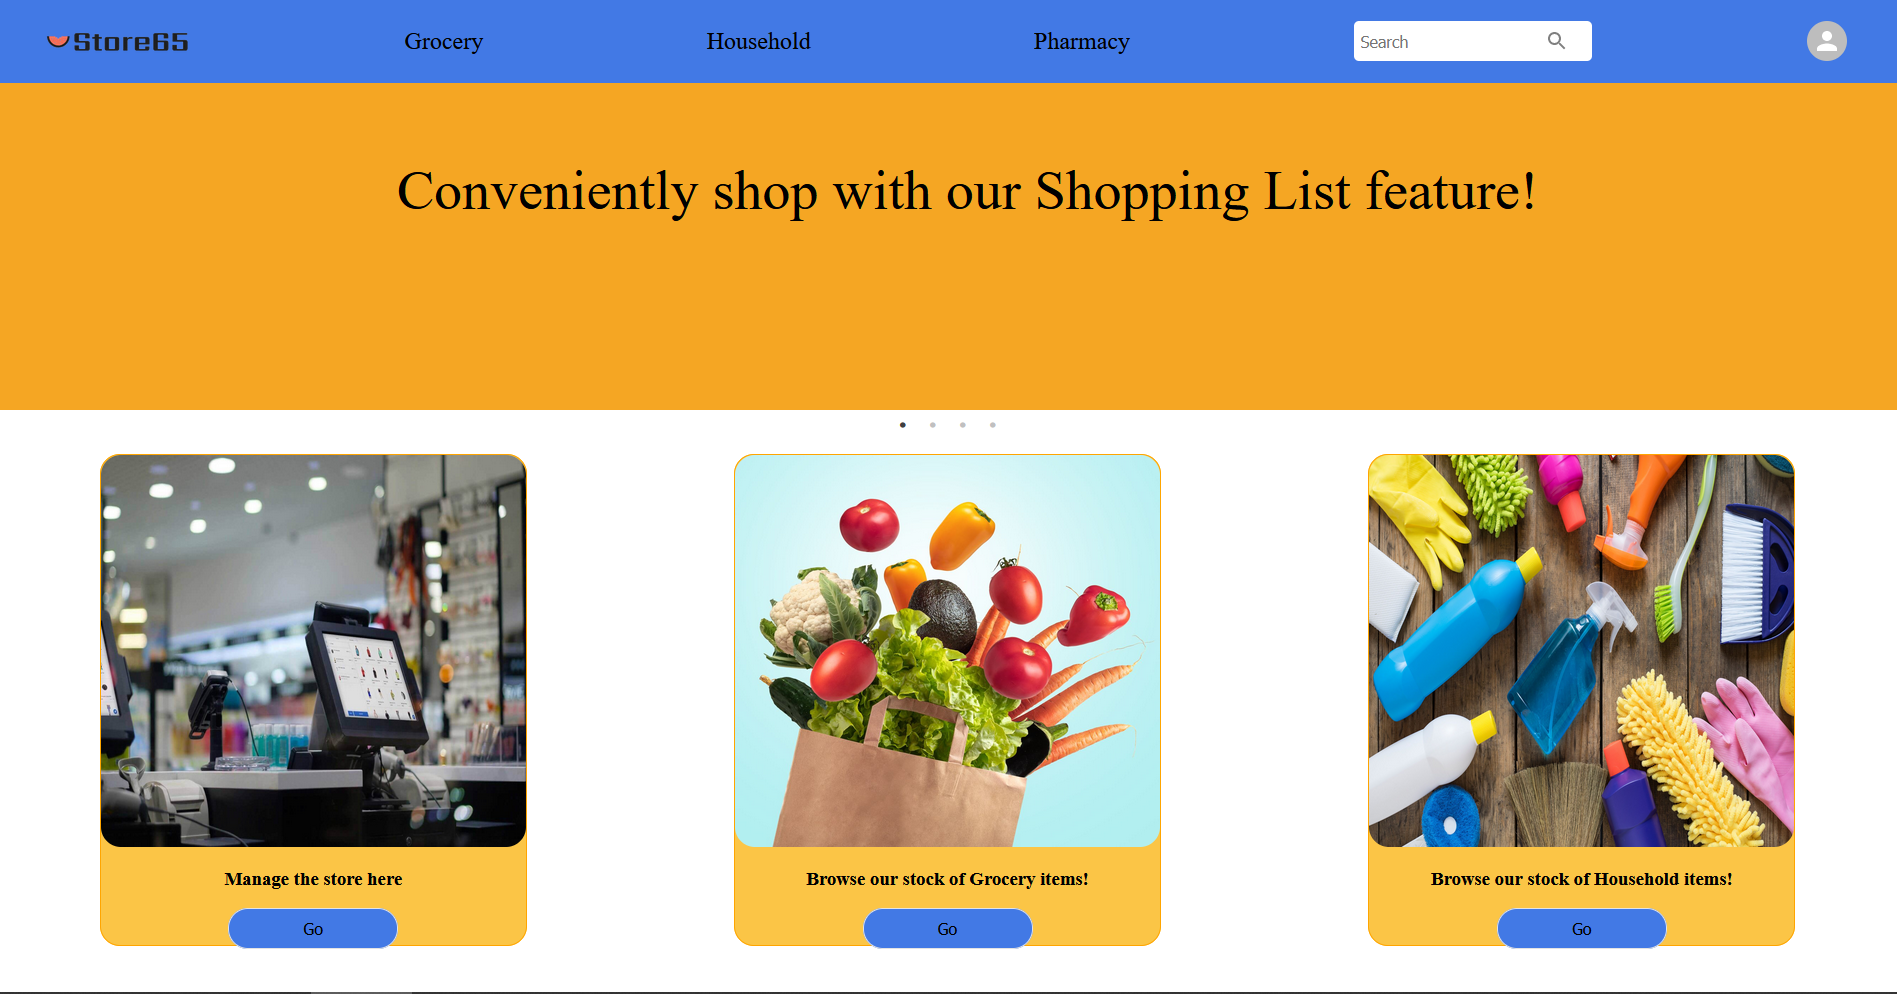 Store65
Grocery
Household
Pharmacy
Search
Conveniently shop with our Shopping List feature!
Manage the store here
Browse our stock of Grocery items!
Browse our stock of Household items!
Go
Go
Go